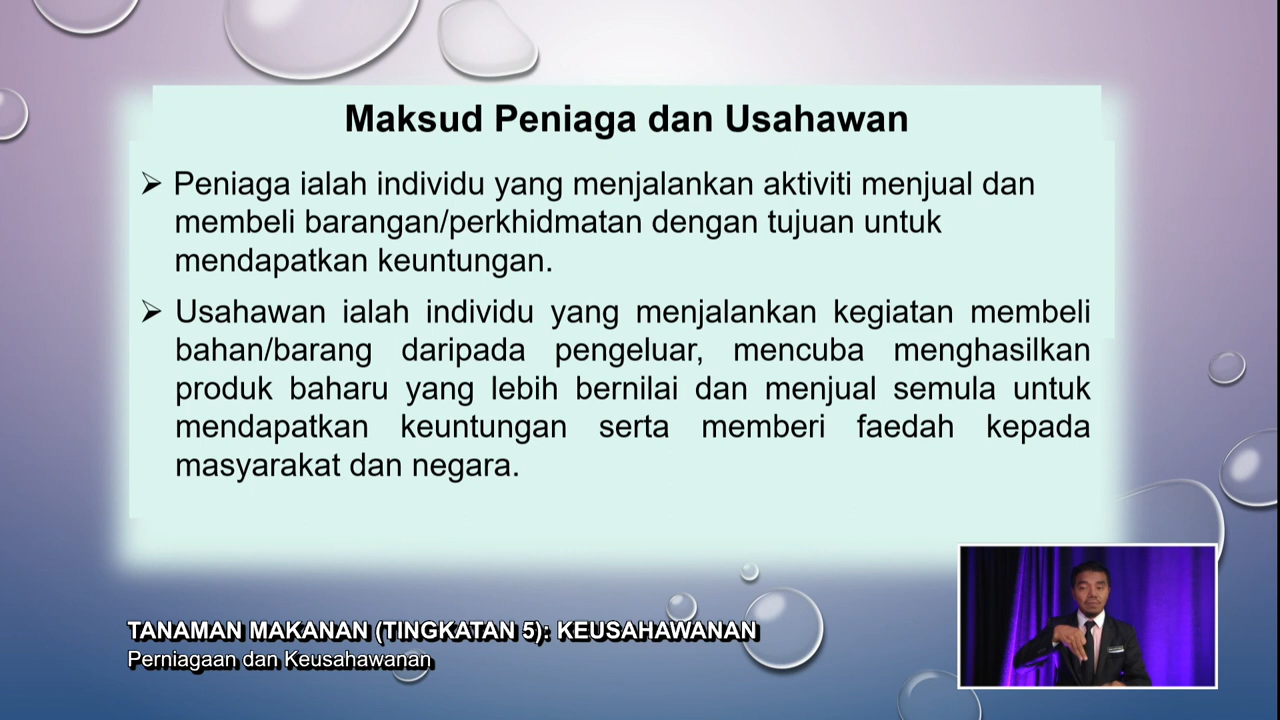 Maksud Peniaga dan Usahawan
➢ Peniaga ialah individu yang menjalankan aktiviti menjual dan
membeli barangan/perkhidmatan dengan tujuan untuk
mendapatkan keuntungan.
➢ Usahawan ialah individu yang menjalankan kegiatan membeli
bahan/barang daripada pengeluar, mencuba menghasilkan
produk baharu yang lebih bernilai dan menjual semula untuk
mendapatkan keuntungan serta memberi faedah kepada
masyarakat dan negara.
TANAMAN MAKANAN (TINGKATAN 5): KEUSAHAWANAN
Perniagaan dan Keusahawanan